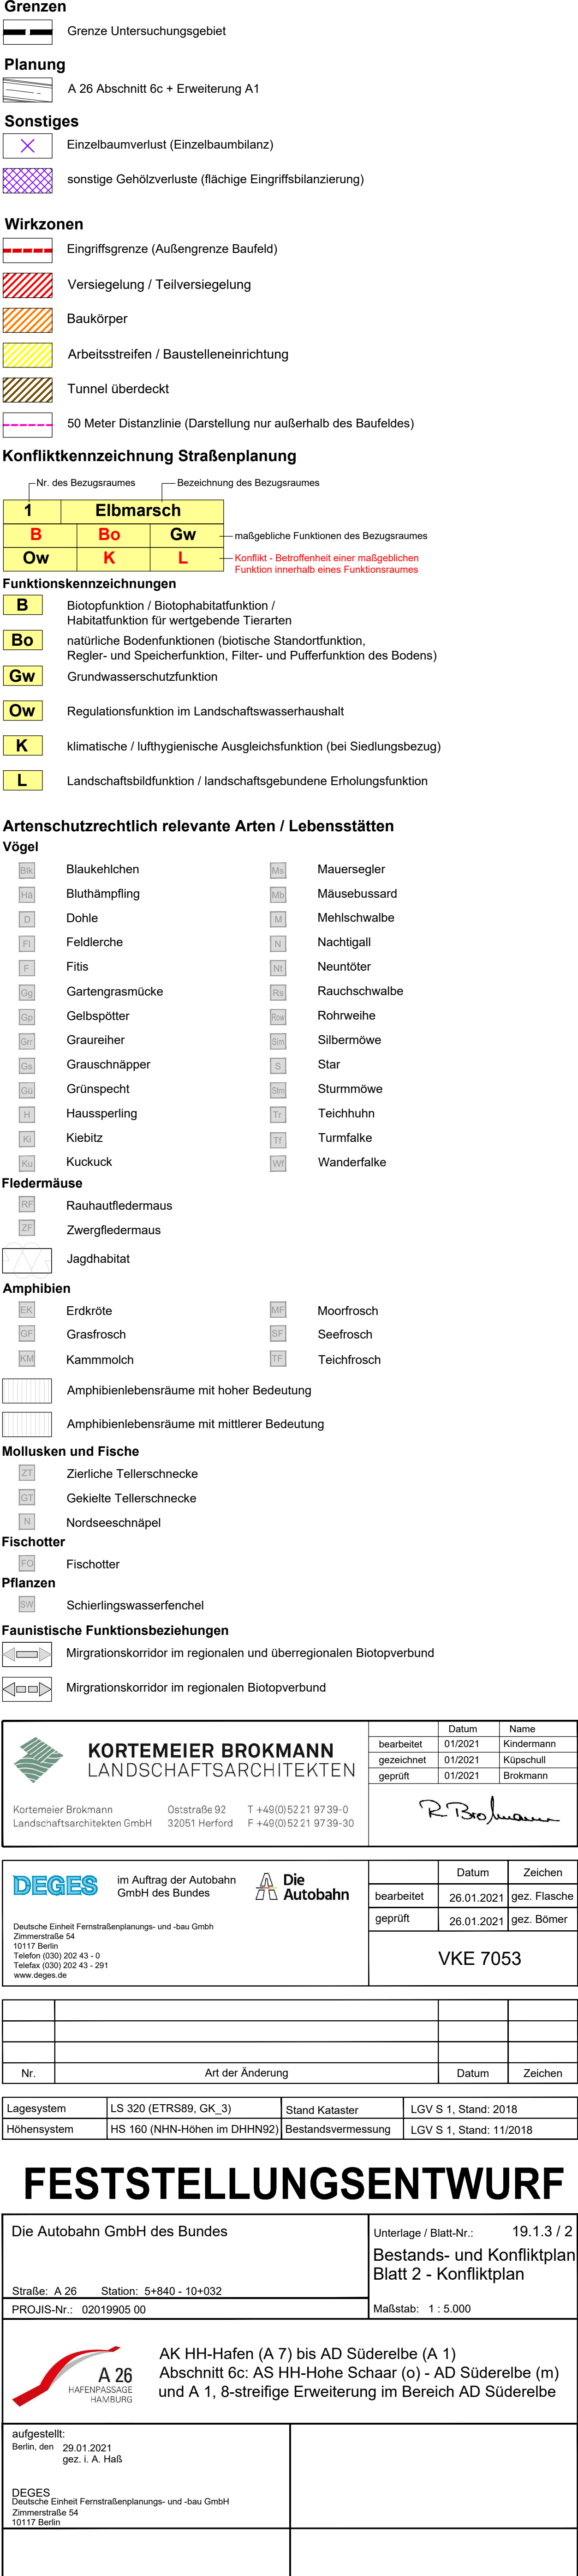 Grenzen
Grenze Untersuchungsgebiet
Planung
A 26 Abschnitt 6c + Erweiterung A1
Sonstiges
Einzelbaumverlust (Einzelbaumbilanz)
sonstige Gehölzverluste (flächige Eingriffsbilanzierung)
Wirkzonen
Eingriffsgrenze (Außengrenze Baufeld)
Versiegelung / Teilversiegelung
Baukörper
Arbeitsstreifen / Baustelleneinrichtung
Tunnel überdeckt
50 Meter Distanzlinie (Darstellung nur außerhalb des Baufeldes)
Konfliktkennzeichnung Straßenplanung
Nr. des Bezugsraumes Bezeichnung des Bezugsraumes
1 Elbmarsch
B Bo Gw maßgebliche Funktionen des Bezugsraumes
Ow K L Konflikt - Betroffenheit einer maßgeblichen
Funktion innerhalb eines Funktionsraumes
Funktionskennzeichnungen
B Biotopfunktion / Biotophabitatfunktion /
Habitatfunktion für wertgebende Tierarten
Bo natürliche Bodenfunktionen (biotische Standortfunktion,
Regler- und Speicherfunktion, Filter- und Pufferfunktion des Bodens)
Gw Grundwasserschutzfunktion
Ow Regulationsfunktion im Landschaftswasserhaushalt
K klimatische / lufthygienische Ausgleichsfunktion (bei Siedlungsbezug)
L Landschaftsbildfunktion / landschaftsgebundene Erholungsfunktion
Artenschutzrechtlich relevante Arten / Lebensstätten
Vögel
Blk Blaukehlchen Ms Mauersegler
Hä Bluthämpfling Mb Mäusebussard
D Dohle M Mehlschwalbe
Fl Feldlerche N Nachtigall
F Fitis Nt Neuntöter
Gg Gartengrasmücke Rs Rauchschwalbe
Gp Gelbspötter Row Rohrweihe
Grr Graureiher Sim Silbermöwe
Gs Grauschnäpper S Star
Gü Grünspecht Stm Sturmmöwe
H Haussperling Tr Teichhuhn
Ki Kiebitz Tf Turmfalke
Ku Kuckuck Wf Wanderfalke
Fledermäuse
RF Rauhautfledermaus
ZF Zwergfledermaus
Jagdhabitat
Amphibien
EK Erdkröte MF Moorfrosch
GF Grasfrosch SF Seefrosch
KM Kammmolch TF Teichfrosch
Amphibienlebensräume mit hoher Bedeutung
Amphibienlebensräume mit mittlerer Bedeutung
Mollusken und Fische
ZT Zierliche Tellerschnecke
GT Gekielte Tellerschnecke
N Nordseeschnäpel
Fischotter
FO Fischotter
Pflanzen
SW Schierlingswasserfenchel
Faunistische Funktionsbeziehungen
Mirgrationskorridor im regionalen und überregionalen Biotopverbund
Mirgrationskorridor im regionalen Biotopverbund
KORTEMEIER BROKMANN
LANDSCHAFTSARCHITEKTEN
Kortemeier Brokmann Oststraße 92 T +49(0)52 21 97 39-0
Landschaftsarchitekten GmbH 32051 Herford F +49(0)52 21 97 39-30
Datum Name
bearbeitet 01/2021 Kindermann
gezeichnet 01/2021 Küpschull
geprüft 01/2021 Brokmann
R. Brokmann
DEGES im Auftrag der Autobahn
GmbH des Bundes
Die
Autobahn
Deutsche Einheit Fernstraßenplanungs- und -bau Gmbh
Zimmerstraße 54
10117 Berlin
Telefon (030) 202 43 - 0
Telefax (030) 202 43 - 291
www.deges.de
Datum Zeichen
bearbeitet 26.01.2021 gez. Flasche
geprüft 26.01.2021 gez. Bömer
VKE 7053
Nr. Art der Änderung Datum Zeichen
Lagesystem LS 320 (ETRS89, GK_3) Stand Kataster LGV S 1, Stand: 2018
Höhensystem HS 160 (NHN-Höhen im DHHN92) Bestandsvermessung LGV S 1, Stand: 11/2018
FESTSTELLUNGSENTWURF
Die Autobahn GmbH des Bundes
Straße: A 26 Station: 5+840 - 10+032
PROJIS-Nr.: 02019905 00
Unterlage / Blatt-Nr.: 19.1.3 / 2
Bestands- und Konfliktplan
Blatt 2 - Konfliktplan
Maßstab: 1 : 5.000
A 26
HAFENPASSAGE
HAMBURG
AK HH-Hafen (A 7) bis AD Süderelbe (A 1)
Abschnitt 6c: AS HH-Hohe Schaar (o) - AD Süderelbe (m)
und A 1, 8-streifige Erweiterung im Bereich AD Süderelbe
aufgestellt:
Berlin, den 29.01.2021
gez. i. A. Haß
DEGES
Deutsche Einheit Fernstraßenplanungs- und -bau GmbH
Zimmerstraße 54
10117 Berlin